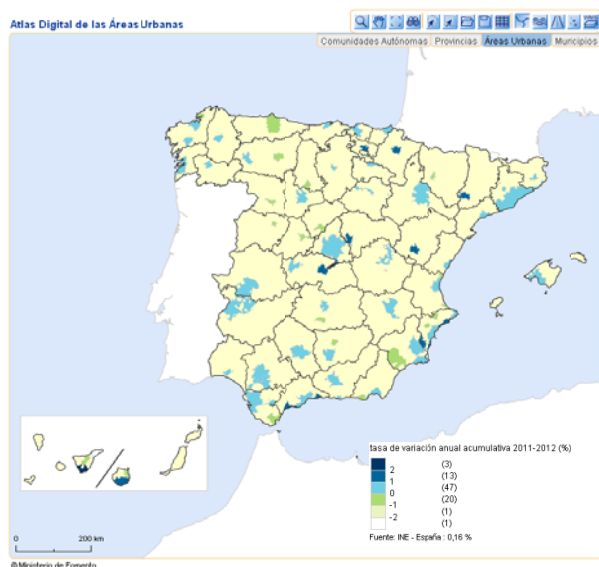 Atlas Digital de las Áreas Urbanas
Comunidades Autónomas Provincias Áreas Urbanas Municipios
tasa de variación anual acumulativa 2011-2012 (%)
(3)
2 (13)
1 (47)
0 (20)
-1 (1)
-2 (1)
Fuente: INE - España : 0,16 %
0 200 km
© Ministerio de Fomento